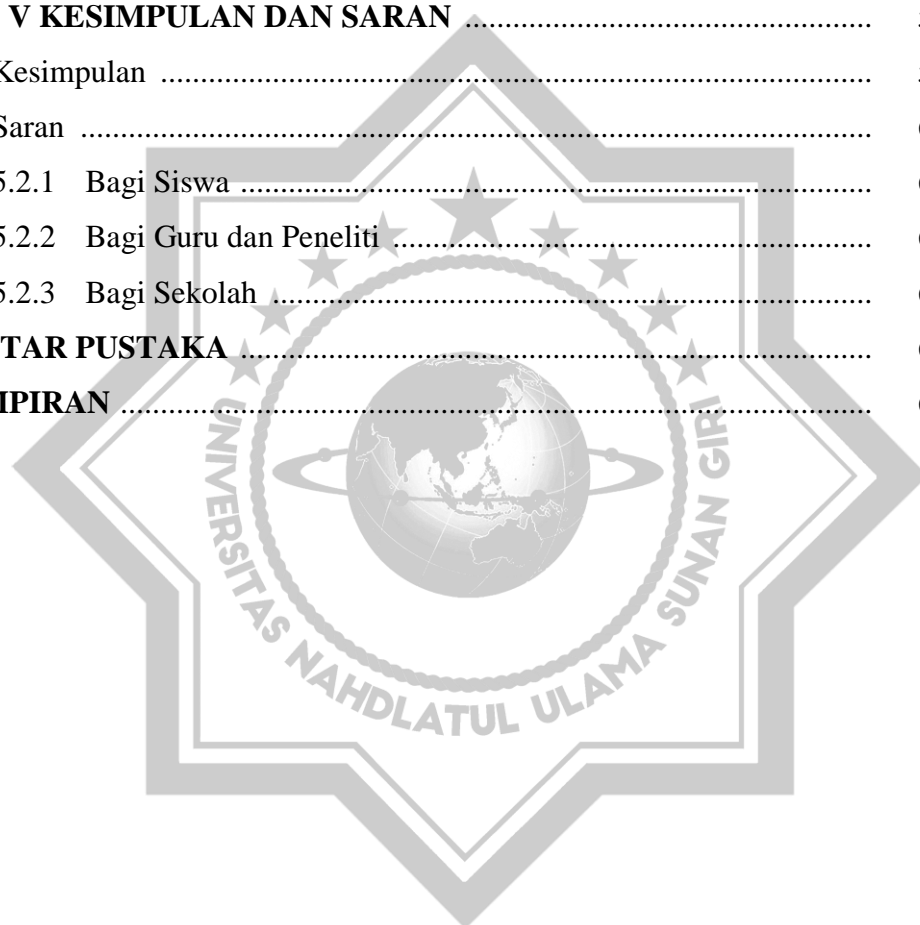 V KESIMPULAN DAN SARAN ....................................................
Kesimpulan ..........................................................................................
Saran ....................................................................................................
5.2.1 Bagi Siswa ................................................................................
5.2.2 Bagi Guru dan Peneliti .............................................................
5.2.3 Bagi Sekolah ............................................................................
TAR PUSTAKA ................................................................................
PIRAN ...............................................................................................
UNIVERSITAS NAHDLATUL ULAMA SUNAN GIRI